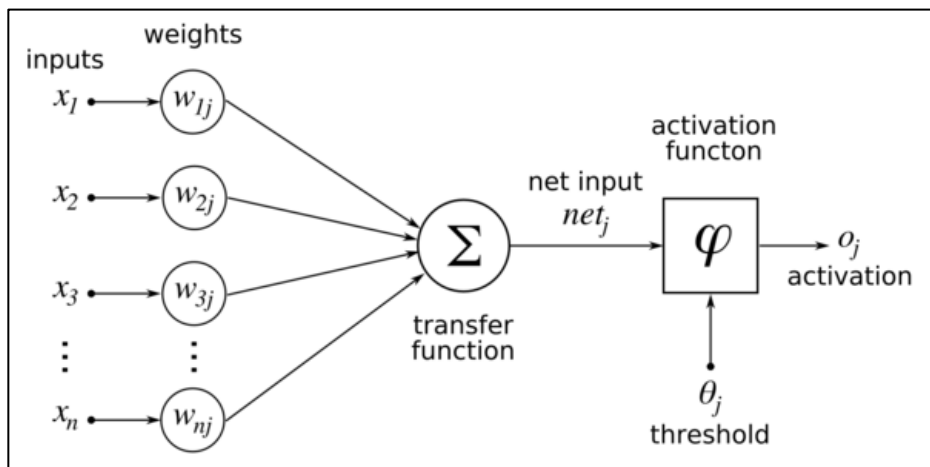 weights
inputs
x₁
w₁ⱼ
activation
functon
x₂
w₂ⱼ
net input
netⱼ
Σ
φ
oⱼ
activation
x₃
w₃ⱼ
transfer
function
⋮ ⋮
xₙ
wₙⱼ
θⱼ
threshold